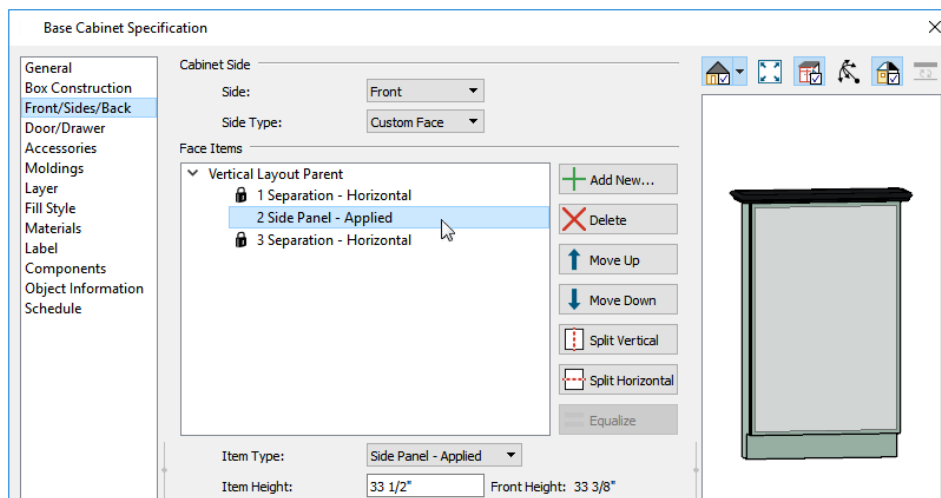 Base Cabinet Specification
General
Box Construction
Front/Sides/Back
Door/Drawer
Accessories
Moldings
Layer
Fill Style
Materials
Label
Components
Object Information
Schedule
Cabinet Side
Side: Front
Side Type: Custom Face
Face Items
Vertical Layout Parent
1 Separation - Horizontal
2 Side Panel - Applied
3 Separation - Horizontal
Add New...
Delete
Move Up
Move Down
Split Vertical
Split Horizontal
Equalize
Item Type: Side Panel - Applied
Item Height: 33 1/2" Front Height: 33 3/8"